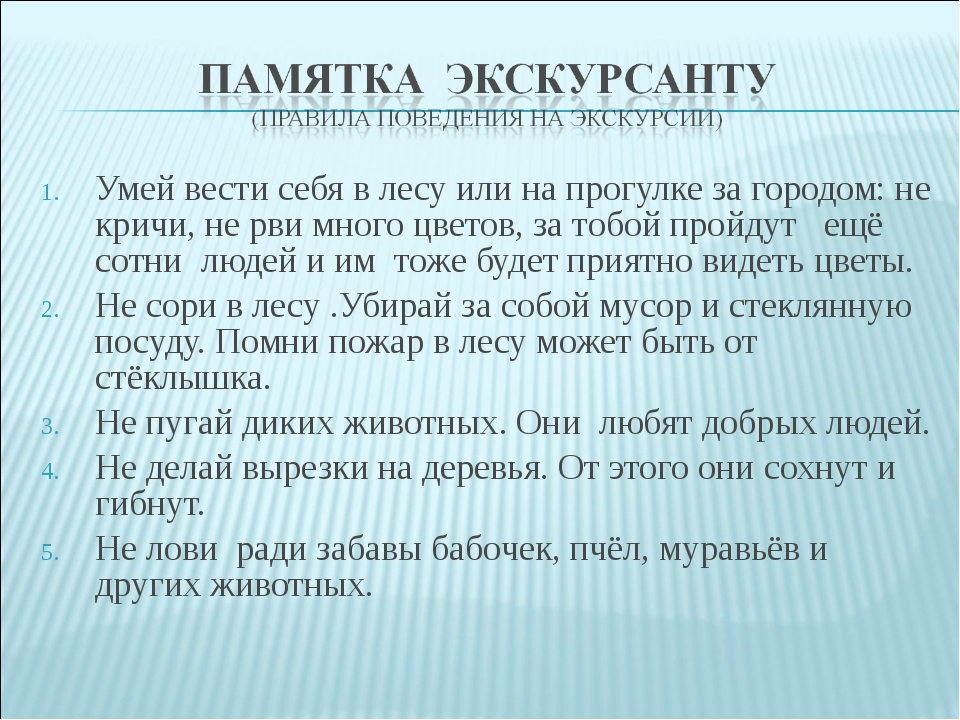 ПАМЯТКА ЭКСКУРСАНТУ
(ПРАВИЛА ПОВЕДЕНИЯ НА ЭКСКУРСИИ)
1. Умей вести себя в лесу или на прогулке за городом: не
кричи, не рви много цветов, за тобой пройдут ещё
сотни людей и им тоже будет приятно видеть цветы.
2. Не сори в лесу .Убирай за собой мусор и стеклянную
посуду. Помни пожар в лесу может быть от
стёклышка.
3. Не пугай диких животных. Они любят добрых людей.
4. Не делай вырезки на деревья. От этого они сохнут и
гибнут.
5. Не лови ради забавы бабочек, пчёл, муравьёв и
других животных.